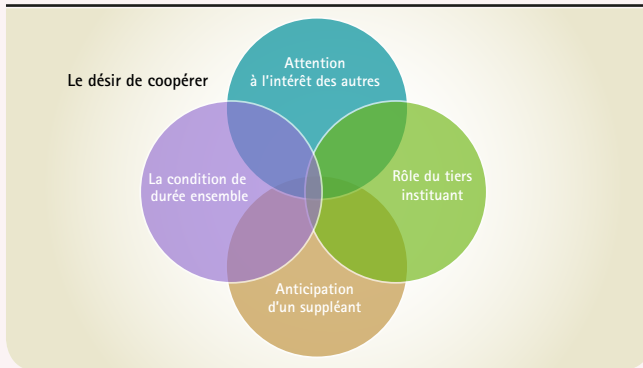 Attention
à l'intérêt des autres
Le désir de coopérer
La condition de
durée ensemble
Rôle du tiers
instituant
Anticipation
d'un suppléant